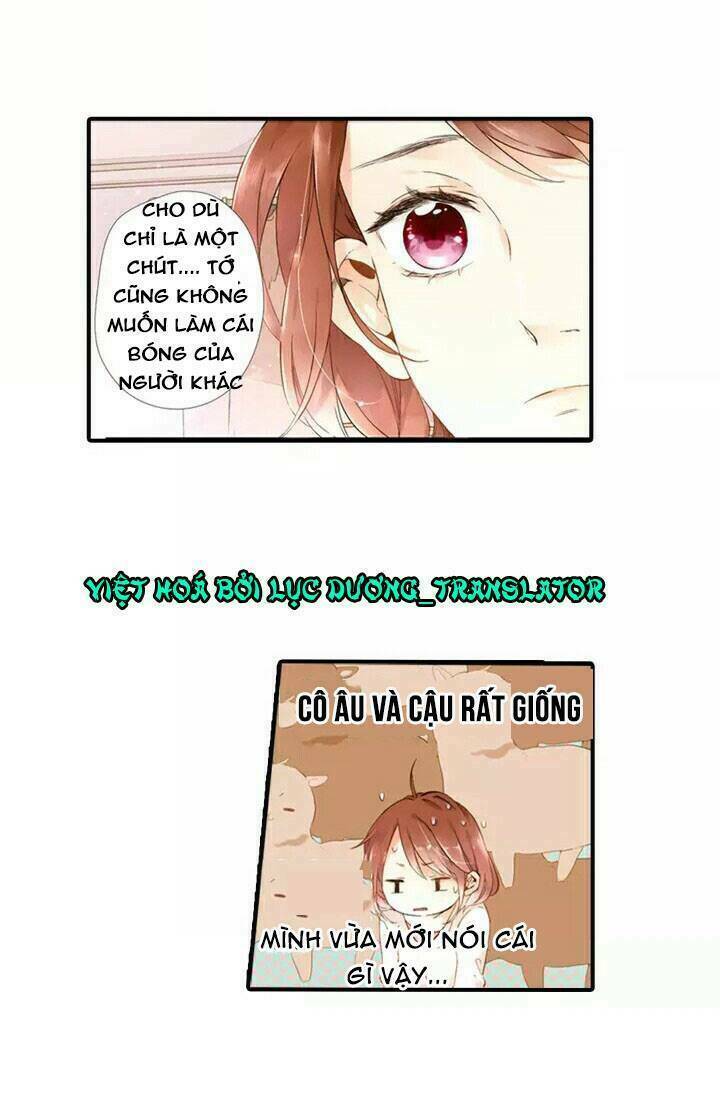 CHO DÙ
CHỈ LÀ MỘT
CHÚT.... TỚ
CŨNG KHÔNG
MUỐN LÀM CÁI
BÓNG CỦA
NGƯỜI KHÁC
VIỆT HOÁ BỞI LỤC DƯƠNG_TRANSLATOR
CÔ ÂU VÀ CẬU RẤT GIỐNG
MÌNH VỪA MỚI NÓI CÁI
GÌ VẬY...